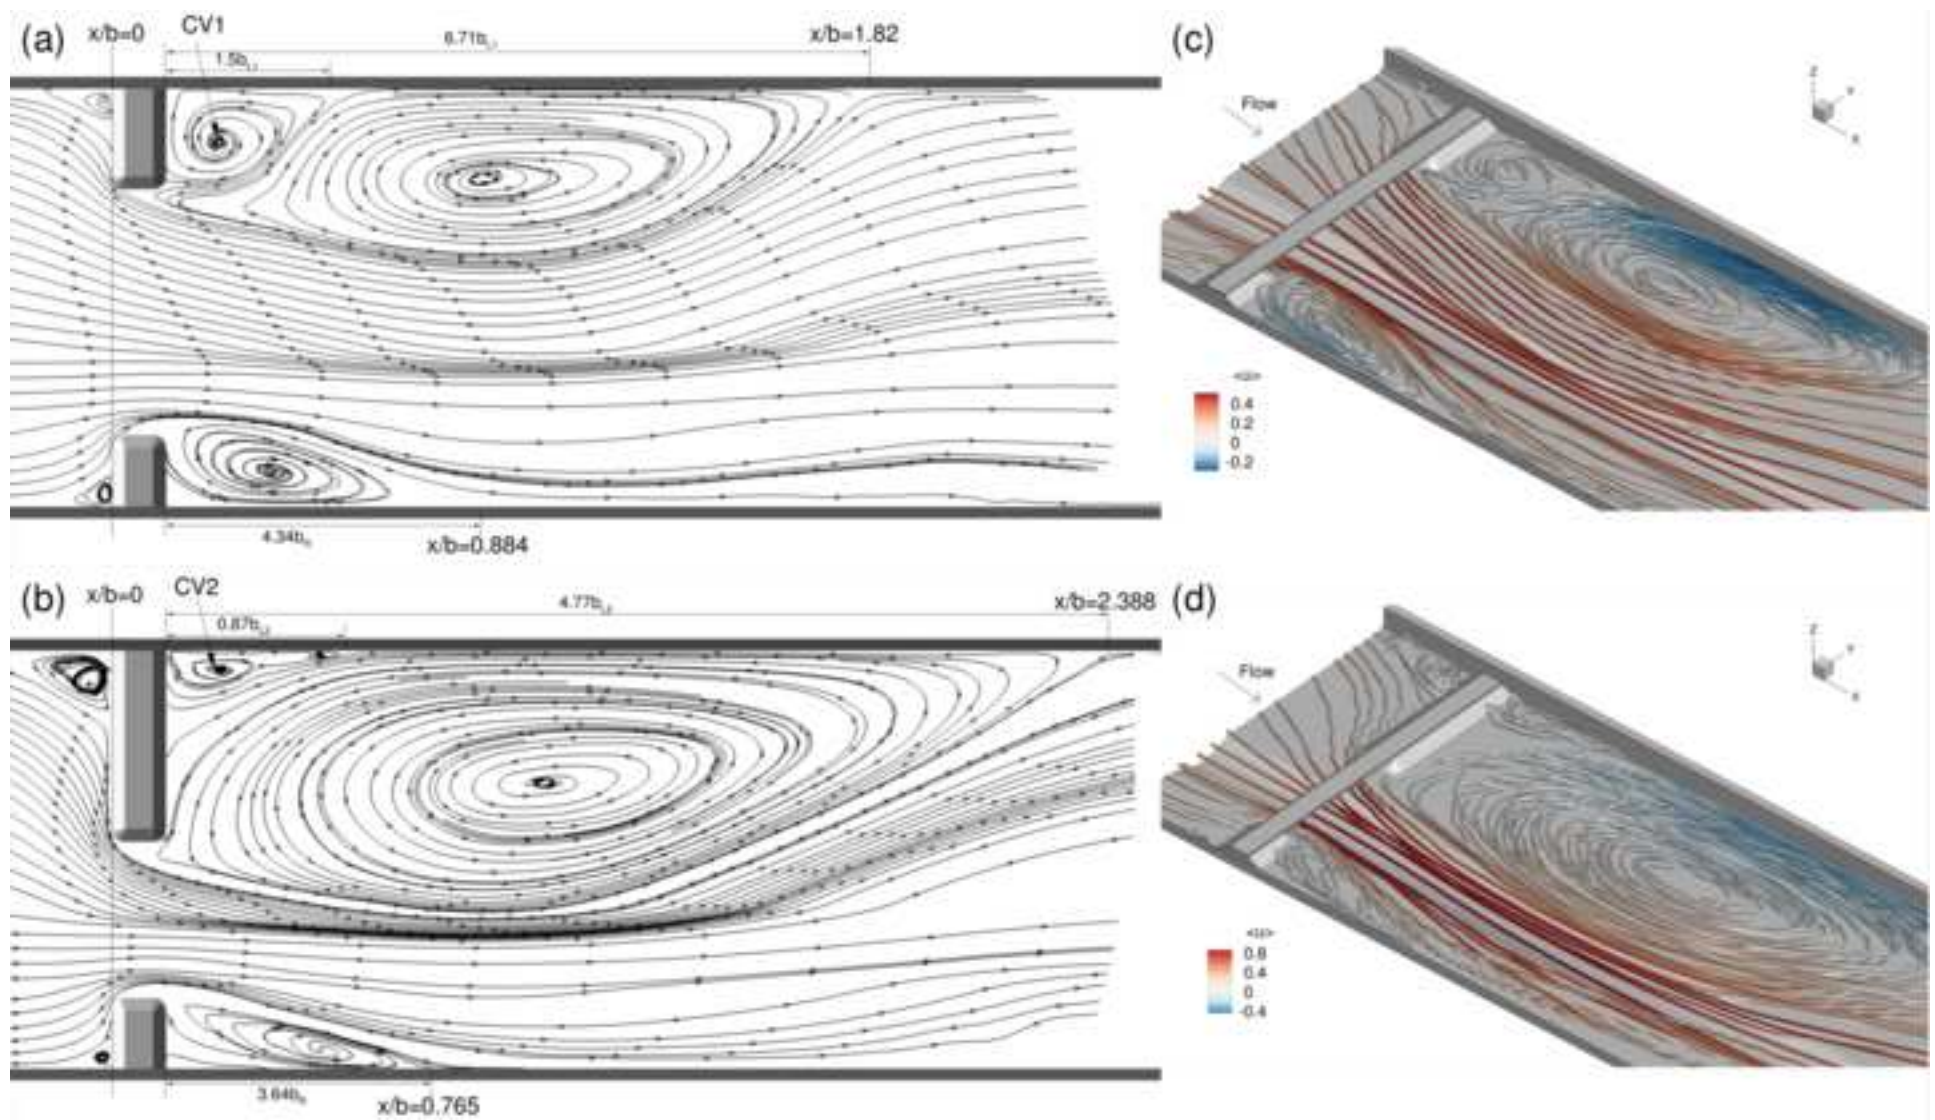 (a)
x/b=0
CV1
6.71b
x/b=1.82
1.5b
4.34b
x/b=0.884
(c)
Flow
Z
Y
X
<u>
0.4
0.2
0
-0.2
(b)
x/b=0
CV2
4.77b
x/b=2.388
0.87b
3.64b
x/b=0.765
(d)
Flow
Z
Y
X
<u>
0.8
0.4
0
-0.4